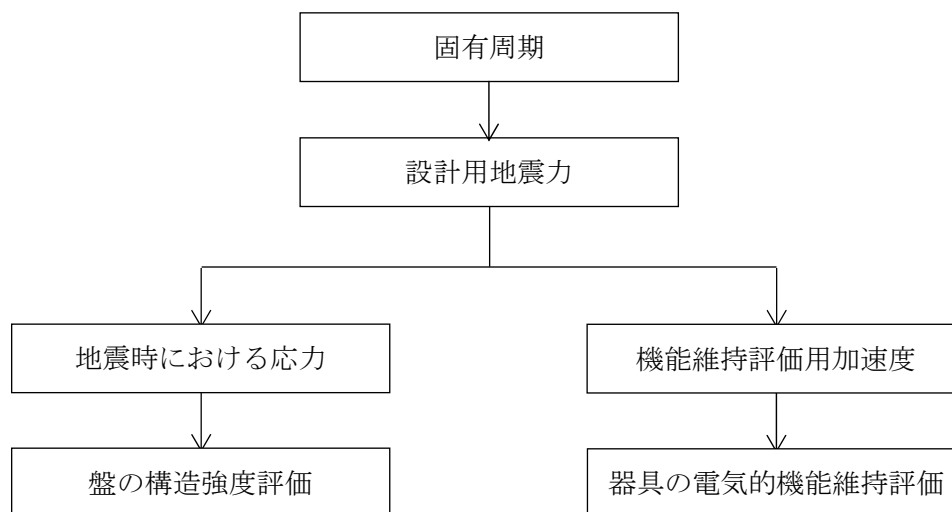 固有周期
設計用地震力
地震時における応力
機能維持評価用加速度
盤の構造強度評価
器具の電気的機能維持評価